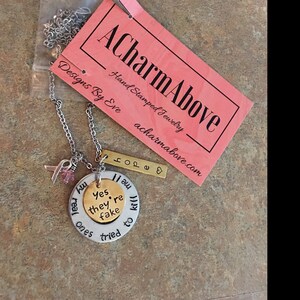 ACharmAbove
Hand Stamped Jewelry
Designs By Eve
acharmabove.com
hope
yes
they're
fake
my real ones tried to kill me!!